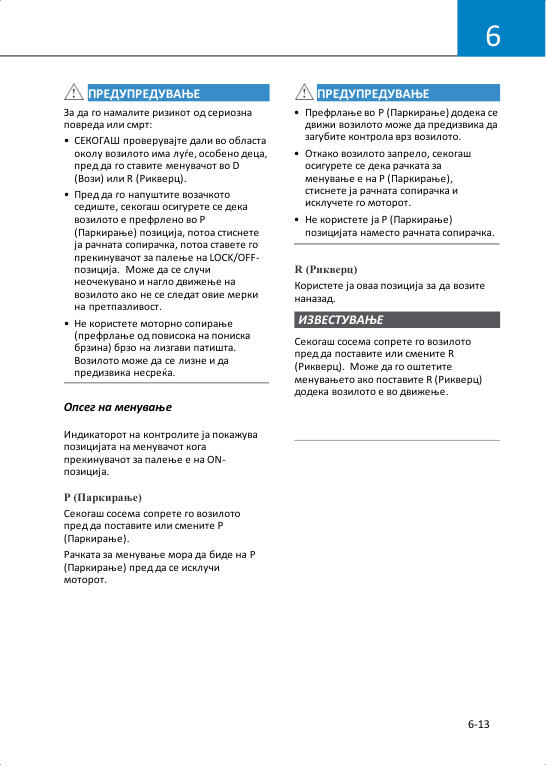 6
ПРЕДУПРЕДУВАЊЕ
За да го намалите ризикот од сериозна
повреда или смрт:
• СЕКОГАШ проверувајте дали во областа
околу возилото има луѓе, особено деца,
пред да го ставите менувачот во D
(Вози) или R (Рикверц).
• Пред да го напуштите возачкото
седиште, секогаш осигурете се дека
возилото е префрлено во P
(Паркирање) позиција, потоа стиснете
ја рачната сопирачка, потоа ставете го
прекинувачот за палење на LOCK/OFF-
позиција. Може да се случи
неочекувано и нагло движење на
возилото ако не се следат овие мерки
на претпазливост.
• Не користете моторно сопирање
(префрлање од повисока на пониска
брзина) брзо на лизгави патишта.
Возилото може да се лизне и да
предизвика несреќа.
Опсег на менување
Индикаторот на контролите ја покажува
позицијата на менувачот кога
прекинувачот за палење е на ON-
позиција.
P (Паркирање)
Секогаш сосема сопрете го возилото
пред да поставите или смените P
(Паркирање).
Рачката за менување мора да биде на P
(Паркирање) пред да се исклучи
моторот.
ПРЕДУПРЕДУВАЊЕ
• Префрлање во P (Паркирање) додека се
движи возилото може да предизвика да
загубите контрола врз возилото.
• Откако возилото запрело, секогаш
осигурете се дека рачката за
менување е на P (Паркирање),
стиснете ја рачната сопирачка и
исклучете го моторот.
• Не користете ја P (Паркирање)
позицијата наместо рачната сопирачка.
R (Рикверц)
Користете ја оваа позиција за да возите
наназад.
ИЗВЕСТУВАЊЕ
Секогаш сосема сопрете го возилото
пред да поставите или смените R
(Рикверц). Може да го оштетите
менувањето ако поставите R (Рикверц)
додека возилото е во движење.
6-13